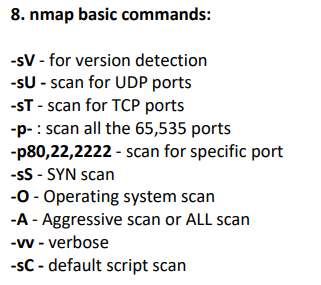 8. nmap basic commands:
-sV - for version detection
-sU - scan for UDP ports
-sT - scan for TCP ports
-p- : scan all the 65,535 ports
-p80,22,2222 - scan for specific port
-sS - SYN scan
-O - Operating system scan
-A - Aggressive scan or ALL scan
-vv - verbose
-sC - default script scan